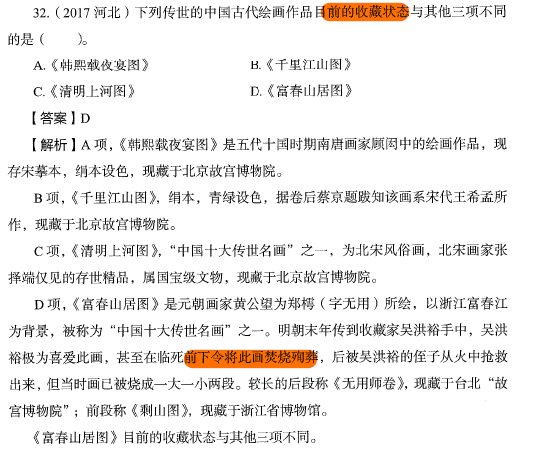 32.（2017 河北）下列传世的中国古代绘画作品目前的收藏状态与其他三项不同
的是（　　）。
A.《韩熙载夜宴图》　　B.《千里江山图》
C.《清明上河图》　　D.《富春山居图》
【答案】D
【解析】A 项，《韩熙载夜宴图》是五代十国时期南唐画家顾闳中的绘画作品，现
存宋摹本，绢本设色，现藏于北京故宫博物院。
B 项，《千里江山图》，绢本，青绿设色，据卷后蔡京题跋知该画系宋代王希孟所
作，现藏于北京故宫博物院。
C 项，《清明上河图》，“中国十大传世名画”之一，为北宋风俗画，北宋画家张
择端仅见的存世精品，属国宝级文物，现藏于北京故宫博物院。
D 项，《富春山居图》是元朝画家黄公望为郑樗（字无用）所绘，以浙江富春江
为背景，被称为“中国十大传世名画”之一。明朝末年传到收藏家吴洪裕手中，吴洪
裕极为喜爱此画，甚至在临死前下令将此画焚烧殉葬，后被吴洪裕的侄子从火中抢救
出来，但当时画已被烧成一大一小两段。较长的后段称《无用师卷》，现藏于台北“故
宫博物院”；前段称《剩山图》，现藏于浙江省博物馆。
《富春山居图》目前的收藏状态与其他三项不同。